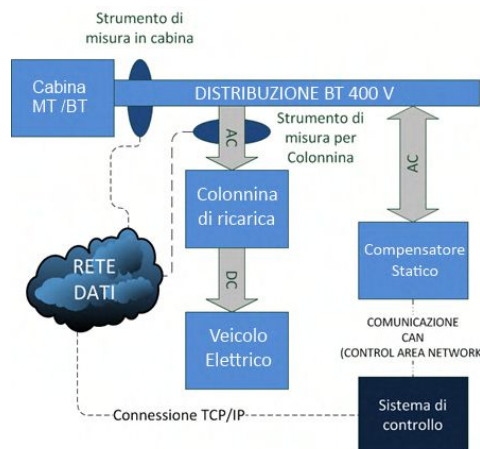 Strumento di
misura in cabina
Cabina
MT /BT
DISTRIBUZIONE BT 400 V
Strumento di
misura per
Colonnina
AC
AC
Colonnina
di ricarica
Compensatore
Statico
RETE
DATI
DC
Veicolo
Elettrico
COMUNICAZIONE
CAN
(CONTROL AREA NETWORK
Connessione TCP/IP
Sistema di
controllo